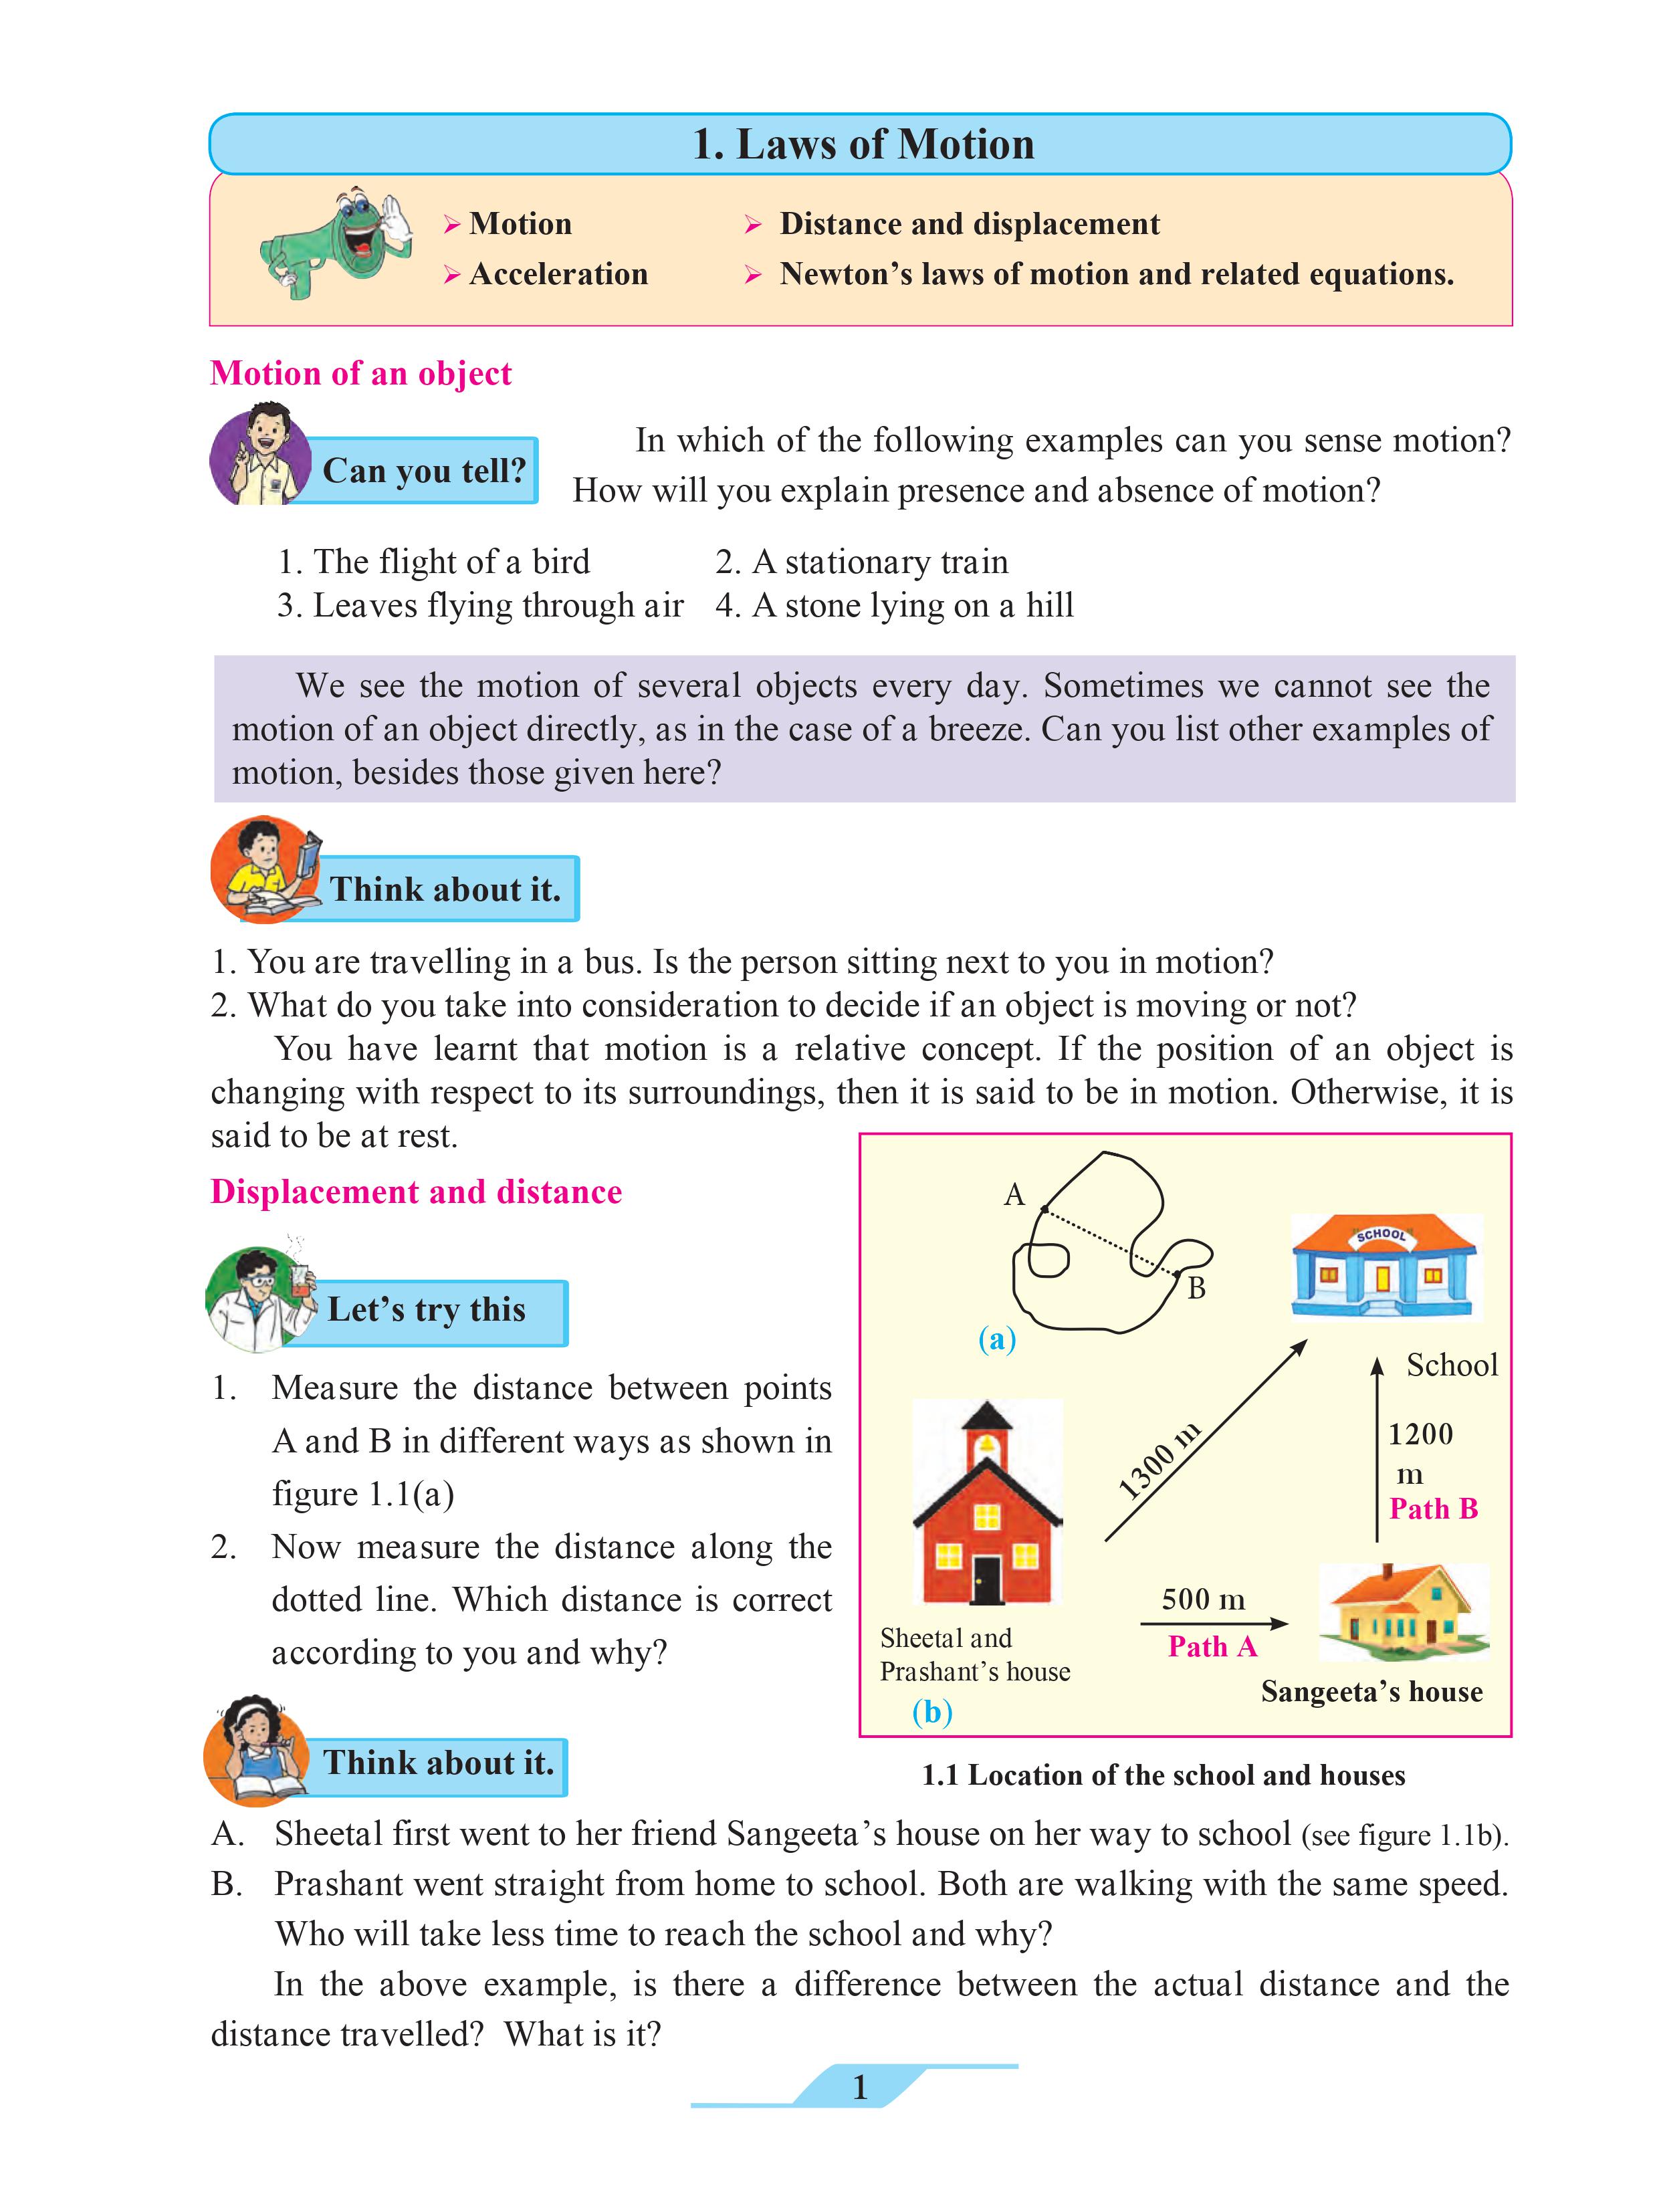 1. Laws of Motion
➢ Motion
➢ Distance and displacement
➢ Acceleration
➢ Newton’s laws of motion and related equations.
Motion of an object
Can you tell?
In which of the following examples can you sense motion?
How will you explain presence and absence of motion?
1. The flight of a bird
2. A stationary train
3. Leaves flying through air
4. A stone lying on a hill
We see the motion of several objects every day. Sometimes we cannot see the
motion of an object directly, as in the case of a breeze. Can you list other examples of
motion, besides those given here?
Think about it.
1. You are travelling in a bus. Is the person sitting next to you in motion?
2. What do you take into consideration to decide if an object is moving or not?
You have learnt that motion is a relative concept. If the position of an object is
changing with respect to its surroundings, then it is said to be in motion. Otherwise, it is
said to be at rest.
Displacement and distance
Let’s try this
1. Measure the distance between points
A and B in different ways as shown in
figure 1.1(a)
2. Now measure the distance along the
dotted line. Which distance is correct
according to you and why?
A
B
(a)
SCHOOL
School
1300 m
1200
m
Path B
500 m
Path A
Sheetal and
Prashant’s house
Sangeeta’s house
(b)
1.1 Location of the school and houses
Think about it.
A. Sheetal first went to her friend Sangeeta’s house on her way to school (see figure 1.1b).
B. Prashant went straight from home to school. Both are walking with the same speed.
Who will take less time to reach the school and why?
In the above example, is there a difference between the actual distance and the
distance travelled? What is it?
1